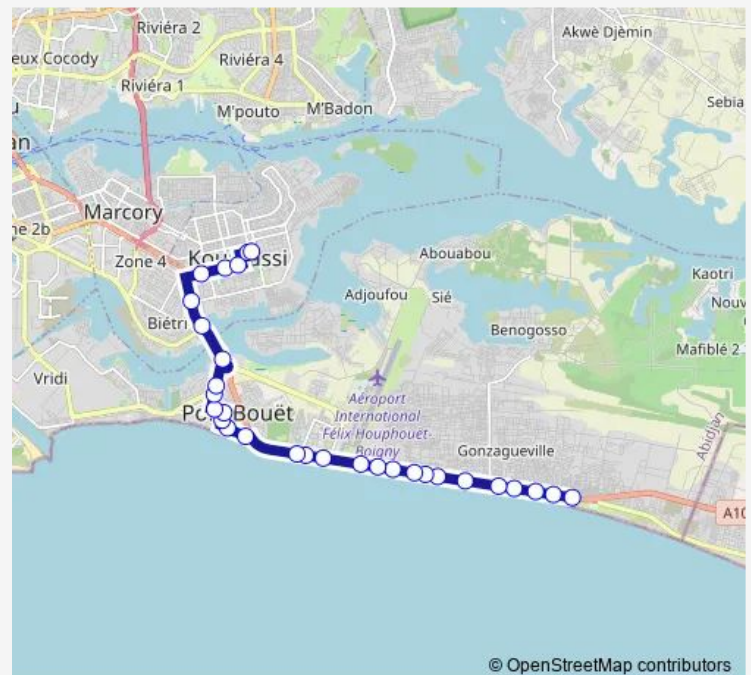 Riviéra 2
Akwè Djèmin
eux Cocody
Riviéra 4
Riviéra 1
M'pouto
M'Badon
Sebia
an
Marcory
ne 2b
Zone 4
Abouabou
Kaotri
Adjoufou
Sié
Nouv
Biétri
Benogosso
Mafiblé 2
Vridi
Aéroport
International
Félix Houphouët-
Boigny
Gonzagueville
Abidjan
A10
© OpenStreetMap contributors